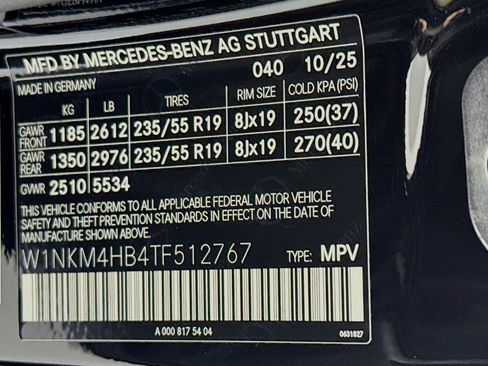 MFD BY MERCEDES-BENZ AG STUTTGART
040 10/25
KG LB TIRES RIM SIZE COLD KPA (PSI)
GAWR FRONT 1185 2612 235/55 R19 8Jx19 250(37)
GAWR REAR 1350 2976 235/55 R19 8Jx19 270(40)
GVWR 2510 5534
THIS VEHICLE CONFORMS TO ALL APPLICABLE FEDERAL MOTOR VEHICLE
SAFETY AND THEFT PREVENTION STANDARDS IN EFFECT ON THE DATE OF
MANUFACTURE SHOWN ABOVE.
W1NKM4HB4TF512767 TYPE: MPV
A 000 817 54 04
0631827